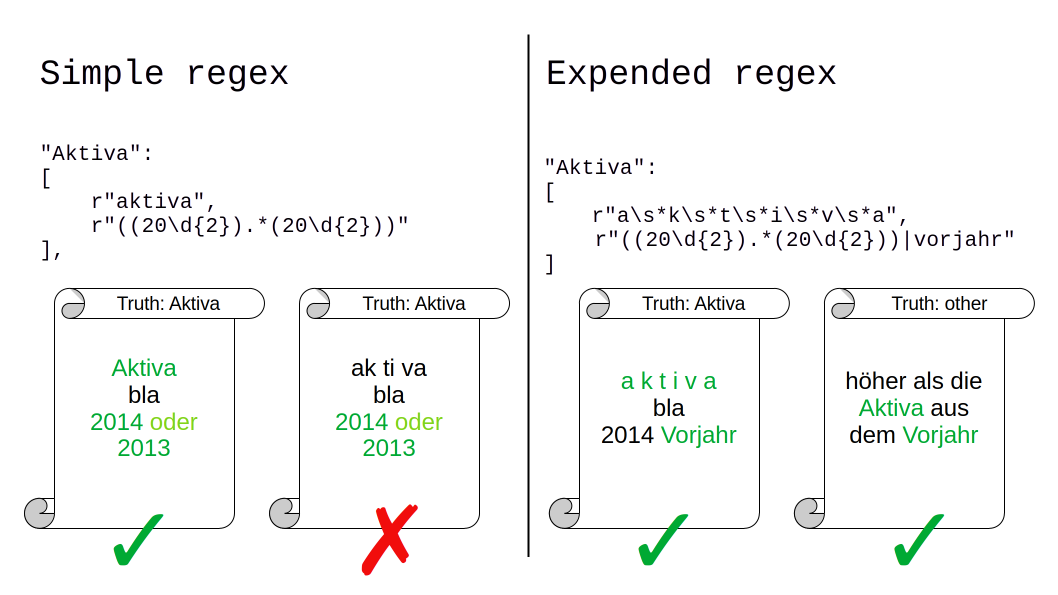 Simple regex
"Aktiva":
[
r"aktiva",
r"((20\d{2}).*(20\d{2}))"
],
Truth: Aktiva
Aktiva
bla
2014 oder
2013
Truth: Aktiva
ak ti va
bla
2014 oder
2013
Expended regex
"Aktiva":
[
r"a\s*k\s*t\s*i\s*v\s*a",
r"((20\d{2}).*(20\d{2}))|vorjahr"
]
Truth: Aktiva
a k t i v a
bla
2014 Vorjahr
Truth: other
höher als die
Aktiva aus
dem Vorjahr